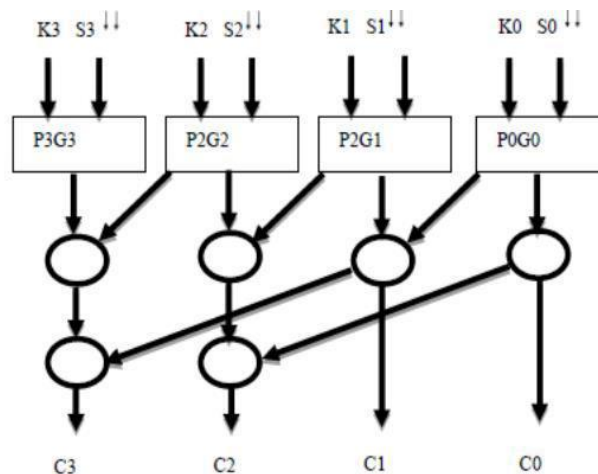 K3 S3↓↓ K2 S2↓↓ K1 S1↓↓ K0 S0↓↓
P3G3 P2G2 P2G1 P0G0
C3 C2 C1 C0